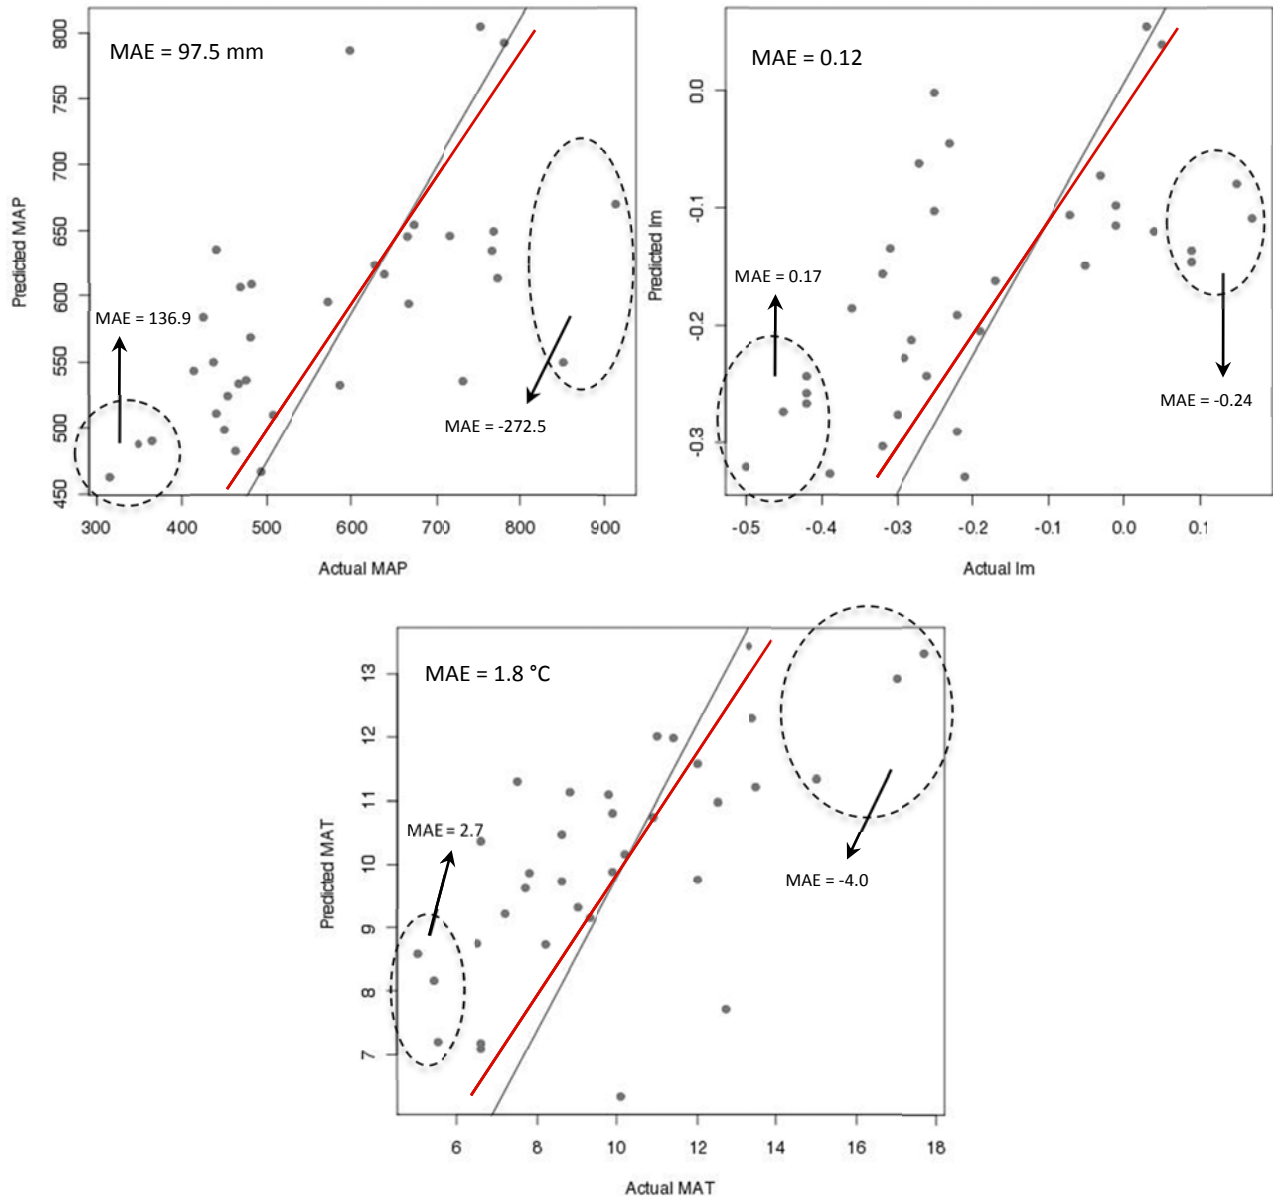 MAE = 97.5 mm
Predicted MAP
800
750
700
650
600
550
500
450
MAE = 136.9
MAE = -272.5
300 400 500 600 700 800 900
Actual MAP
MAE = 0.12
Predicted Im
0.0
-0.1
-0.2
-0.3
MAE = 0.17
MAE = -0.24
-0.5 -0.4 -0.3 -0.2 -0.1 0.0 0.1
Actual Im
MAE = 1.8 °C
Predicted MAT
13
12
11
10
9
8
7
MAE = 2.7
MAE = -4.0
6 8 10 12 14 16 18
Actual MAT